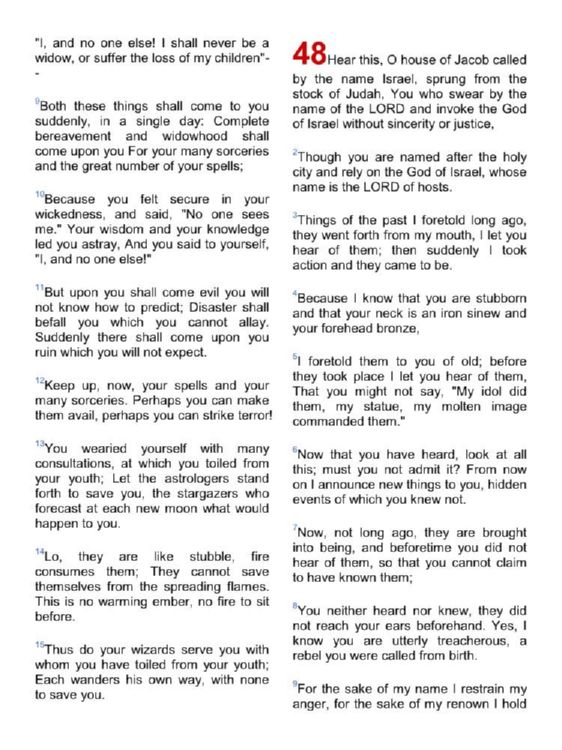 "I, and no one else! I shall never be a
widow, or suffer the loss of my children"-
-
9Both these things shall come to you
suddenly, in a single day: Complete
bereavement and widowhood shall
come upon you For your many sorceries
and the great number of your spells;
10Because you felt secure in your
wickedness, and said, "No one sees
me." Your wisdom and your knowledge
led you astray, And you said to yourself,
"I, and no one else!"
11But upon you shall come evil you will
not know how to predict; Disaster shall
befall you which you cannot allay.
Suddenly there shall come upon you
ruin which you will not expect.
12Keep up, now, your spells and your
many sorceries. Perhaps you can make
them avail, perhaps you can strike terror!
13You wearied yourself with many
consultations, at which you toiled from
your youth; Let the astrologers stand
forth to save you, the stargazers who
forecast at each new moon what would
happen to you.
14Lo, they are like stubble, fire
consumes them; They cannot save
themselves from the spreading flames.
This is no warming ember, no fire to sit
before.
15Thus do your wizards serve you with
whom you have toiled from your youth;
Each wanders his own way, with none
to save you.
48Hear this, O house of Jacob called
by the name Israel, sprung from the
stock of Judah, You who swear by the
name of the LORD and invoke the God
of Israel without sincerity or justice,
2Though you are named after the holy
city and rely on the God of Israel, whose
name is the LORD of hosts.
3Things of the past I foretold long ago,
they went forth from my mouth, I let you
hear of them; then suddenly I took
action and they came to be.
4Because I know that you are stubborn
and that your neck is an iron sinew and
your forehead bronze,
5I foretold them to you of old; before
they took place I let you hear of them,
That you might not say, "My idol did
them, my statue, my molten image
commanded them."
6Now that you have heard, look at all
this; must you not admit it? From now
on I announce new things to you, hidden
events of which you knew not.
7Now, not long ago, they are brought
into being, and beforetime you did not
hear of them, so that you cannot claim
to have known them;
8You neither heard nor knew, they did
not reach your ears beforehand. Yes, I
know you are utterly treacherous, a
rebel you were called from birth.
9For the sake of my name I restrain my
anger, for the sake of my renown I hold